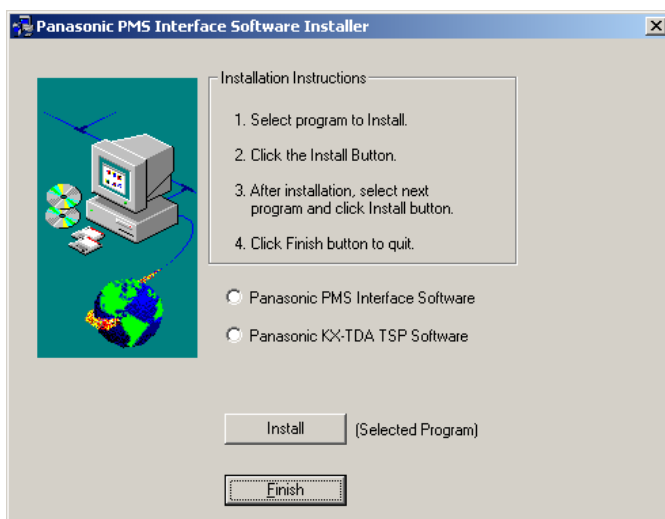 Panasonic PMS Interface Software Installer
Installation Instructions
1. Select program to Install.
2. Click the Install Button.
3. After installation, select next
program and click Install button.
4. Click Finish button to quit.
Panasonic PMS Interface Software
Panasonic KX-TDA TSP Software
Install (Selected Program)
Finish